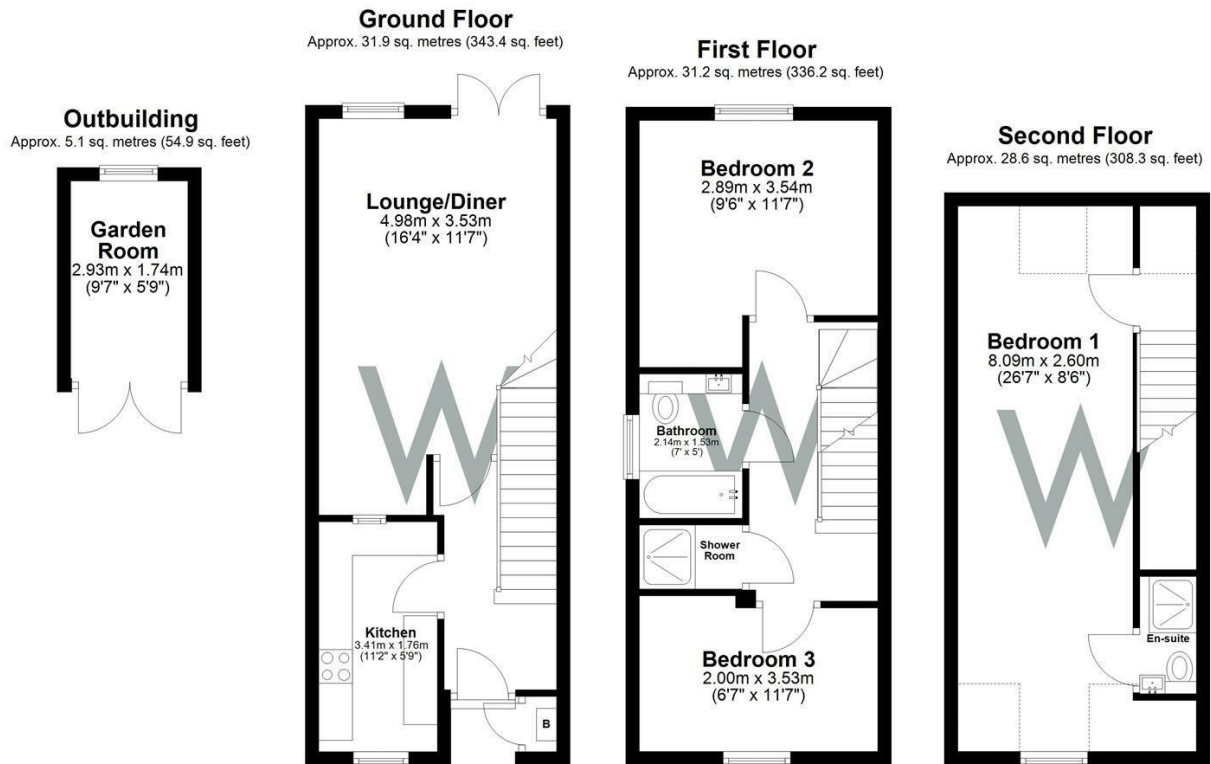 Outbuilding
Approx. 5.1 sq. metres (54.9 sq. feet)
Garden
Room
2.93m x 1.74m
(9'7" x 5'9")
Ground Floor
Approx. 31.9 sq. metres (343.4 sq. feet)
Lounge/Diner
4.98m x 3.53m
(16'4" x 11'7")
W
Kitchen
3.41m x 1.76m
(11'2" x 5'9")
B
First Floor
Approx. 31.2 sq. metres (336.2 sq. feet)
Bedroom 2
2.89m x 3.54m
(9'6" x 11'7")
Bathroom
2.14m x 1.53m
(7' x 5')
W
Shower
Room
Bedroom 3
2.00m x 3.53m
(6'7" x 11'7")
Second Floor
Approx. 28.6 sq. metres (308.3 sq. feet)
Bedroom 1
8.09m x 2.60m
(26'7" x 8'6")
W
En-suite